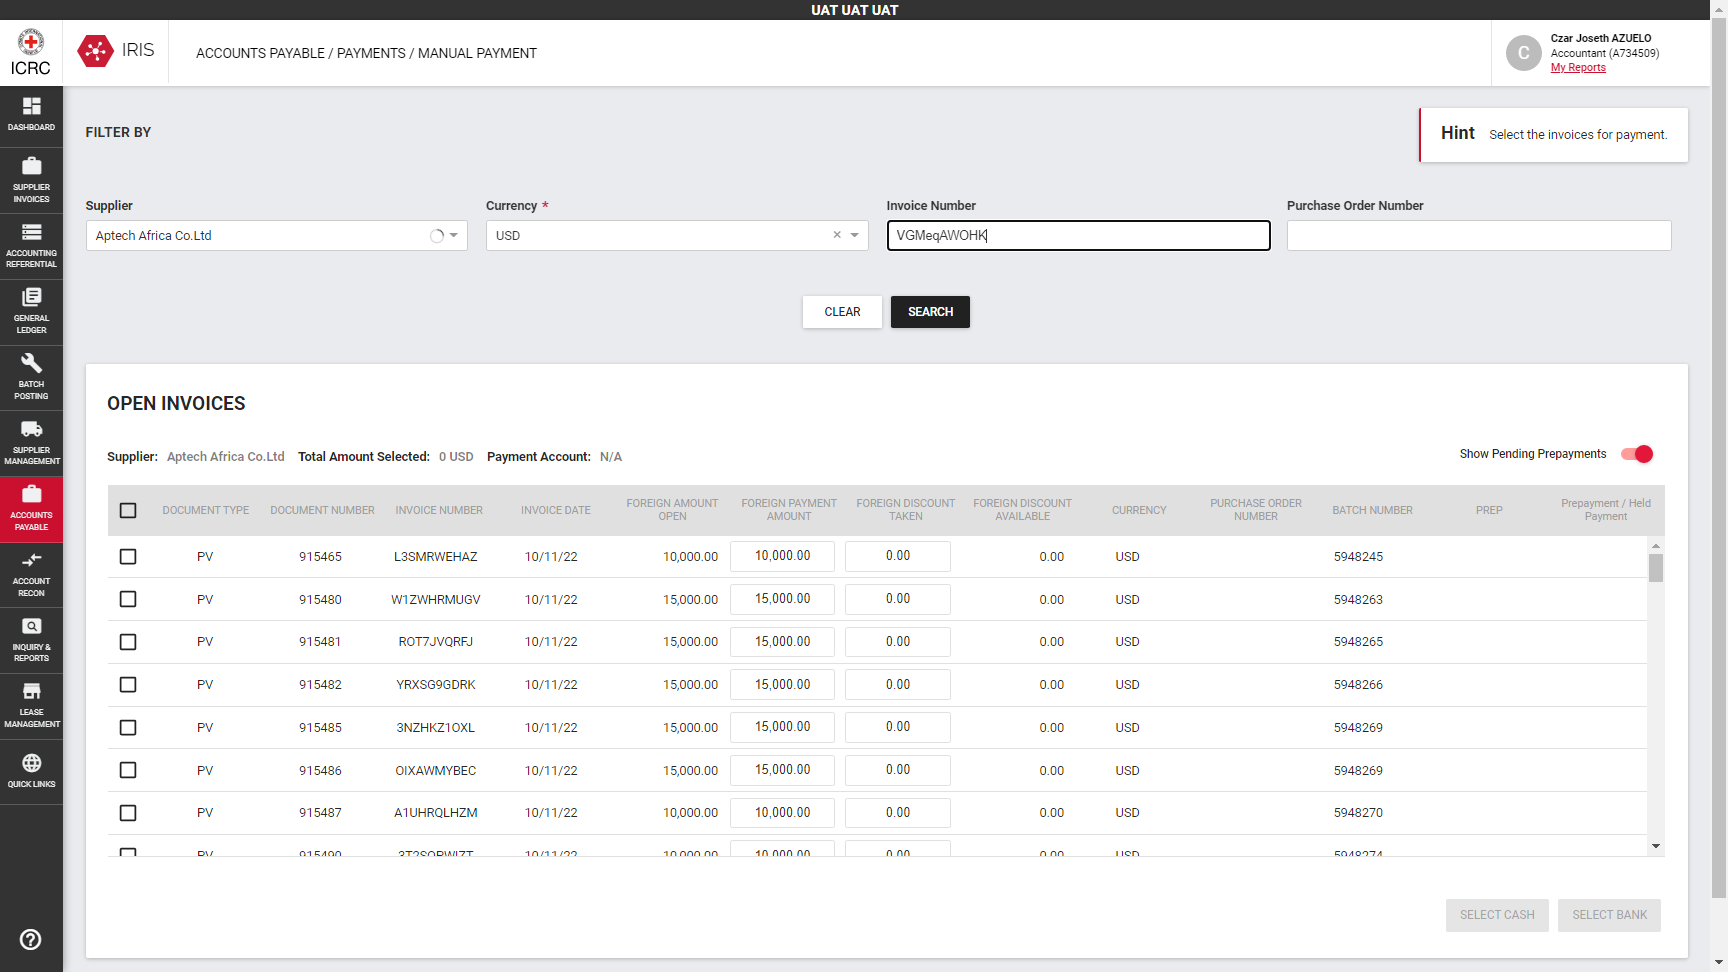 UAT UAT UAT
ICRC
IRIS
ACCOUNTS PAYABLE / PAYMENTS / MANUAL PAYMENT
C
Czar Joseth AZUELO
Accountant (A734509)
My Reports
DASHBOARD
SUPPLIER
INVOICES
ACCOUNTING
REFERENTIAL
GENERAL
LEDGER
BATCH
POSTING
SUPPLIER
MANAGEMENT
ACCOUNTS
PAYABLE
ACCOUNT
RECON
INQUIRY &
REPORTS
LEASE
MANAGEMENT
QUICK LINKS
FILTER BY
Hint Select the invoices for payment.
Supplier Currency * Invoice Number Purchase Order Number
Aptech Africa Co.Ltd USD × VGMeqAWOHK
CLEAR SEARCH
OPEN INVOICES
Supplier: Aptech Africa Co.Ltd Total Amount Selected: 0 USD Payment Account: N/A Show Pending Prepayments
DOCUMENT TYPE DOCUMENT NUMBER INVOICE NUMBER INVOICE DATE FOREIGN AMOUNT OPEN FOREIGN PAYMENT AMOUNT FOREIGN DISCOUNT TAKEN FOREIGN DISCOUNT AVAILABLE CURRENCY PURCHASE ORDER NUMBER BATCH NUMBER PREP Prepayment / Held Payment
PV 915465 L3SMRWEHAZ 10/11/22 10,000.00 10,000.00 0.00 0.00 USD 5948245
PV 915480 W1ZWHRMUGV 10/11/22 15,000.00 15,000.00 0.00 0.00 USD 5948263
PV 915481 ROT7JVQRFJ 10/11/22 15,000.00 15,000.00 0.00 0.00 USD 5948265
PV 915482 YRXSG9GDRK 10/11/22 15,000.00 15,000.00 0.00 0.00 USD 5948266
PV 915485 3NZHKZ1OXL 10/11/22 15,000.00 15,000.00 0.00 0.00 USD 5948269
PV 915486 OIXAWMYBEC 10/11/22 15,000.00 15,000.00 0.00 0.00 USD 5948269
PV 915487 A1UHRQLHZM 10/11/22 10,000.00 10,000.00 0.00 0.00 USD 5948270
PV 915490 10/11/22 10,000.00 10,000.00 0.00 0.00 USD 5948274
SELECT CASH SELECT BANK